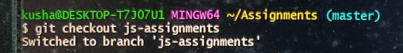 kusha@DESKTOP-T7J07U1 MINGW64 ~/Assignments (master)
$ git checkout js-assignments
Switched to branch 'js-assignments'